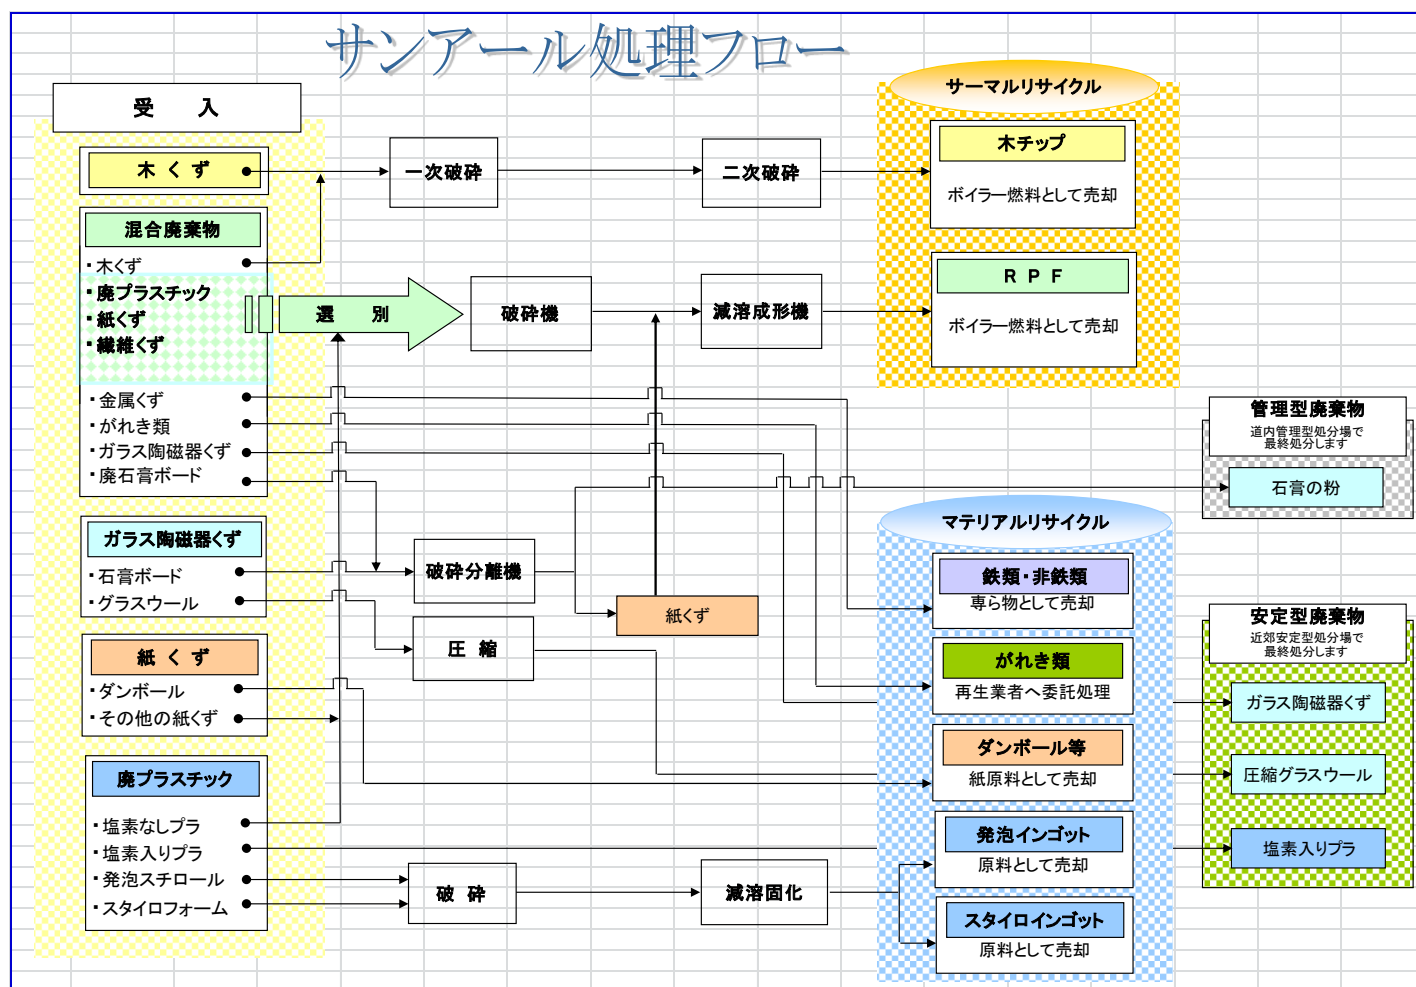 サンアール処理フロー
受　入
木 く ず
混合廃棄物
・木くず
・廃プラスチック
・紙くず
・繊維くず
・金属くず
・がれき類
・ガラス陶磁器くず
・廃石膏ボード
ガラス陶磁器くず
・石膏ボード
・グラスウール
紙 く ず
・ダンボール
・その他の紙くず
廃プラスチック
・塩素なしプラ
・塩素入りプラ
・発泡スチロール
・スタイロフォーム
一次破砕
二次破砕
選　別
破砕機
減溶成形機
破砕分離機
紙くず
圧 縮
破 砕
減溶固化
サーマルリサイクル
木チップ
ボイラー燃料として売却
R P F
ボイラー燃料として売却
マテリアルリサイクル
鉄類・非鉄類
専ら物として売却
がれき類
再生業者へ委託処理
ダンボール等
紙原料として売却
発泡インゴット
原料として売却
スタイロインゴット
原料として売却
管理型廃棄物
道内管理型処分場で
最終処分します
石膏の粉
安定型廃棄物
近郊安定型処分場で
最終処分します
ガラス陶磁器くず
圧縮グラスウール
塩素入りプラ